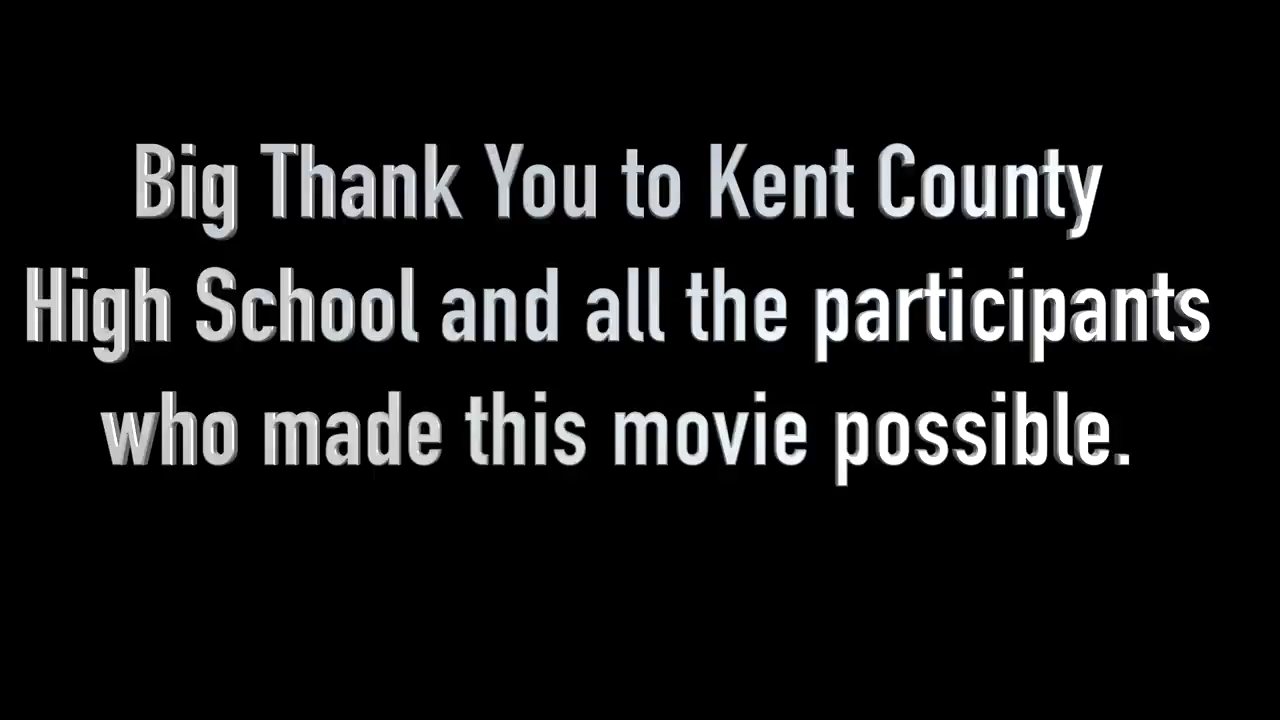 Big Thank You to Kent County
High School and all the participants
who made this movie possible.